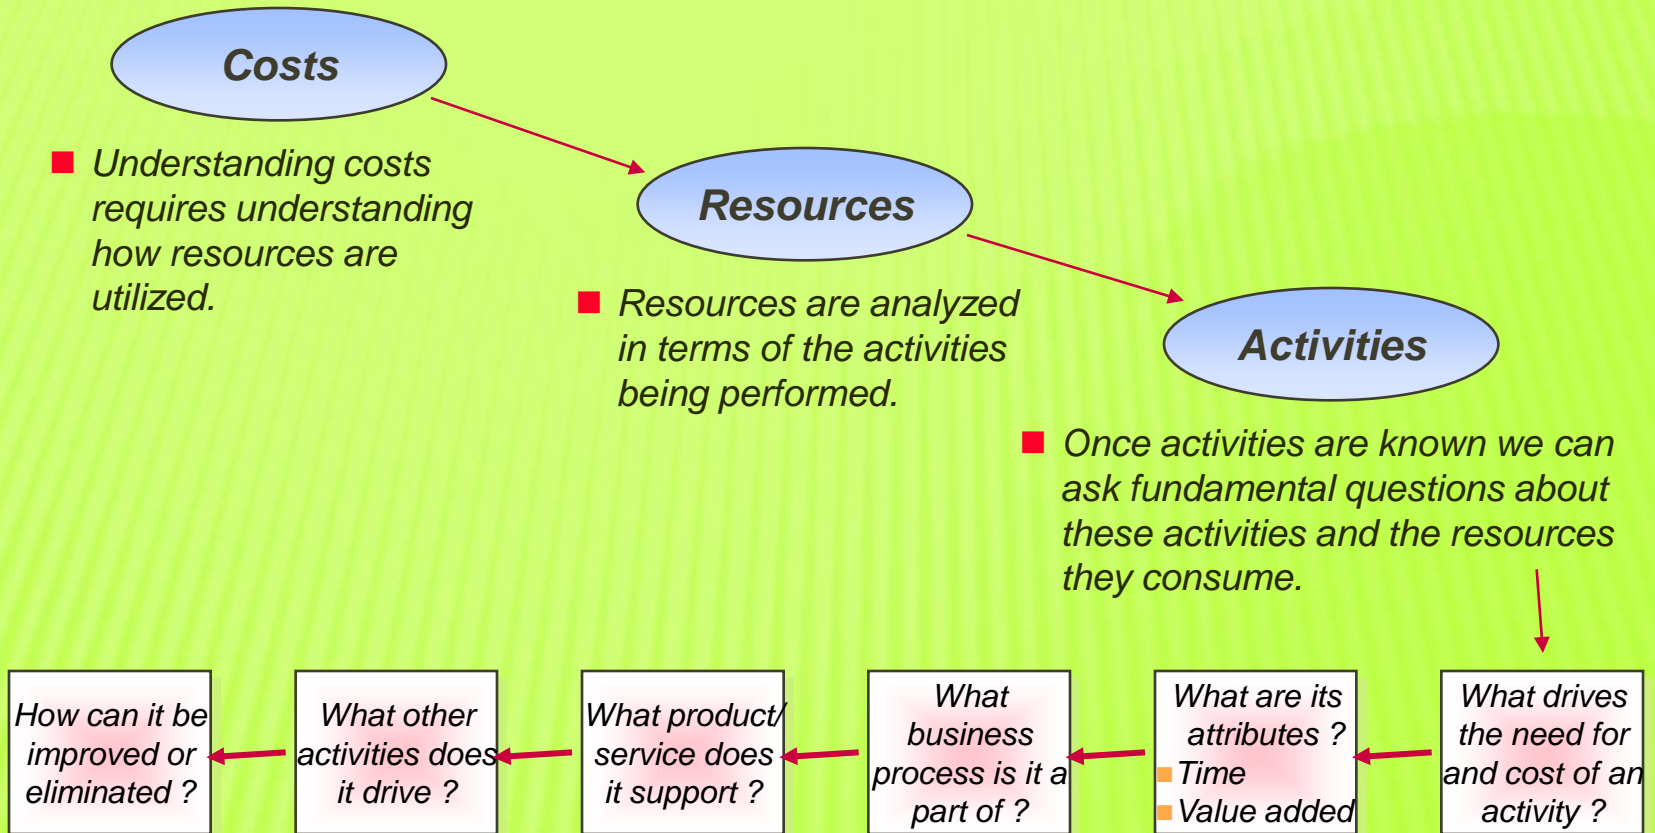 Costs
Understanding costs
requires understanding
how resources are
utilized.
Resources
Resources are analyzed
in terms of the activities
being performed.
Activities
Once activities are known we can
ask fundamental questions about
these activities and the resources
they consume.
How can it be
improved or
eliminated ?
What other
activities does
it drive ?
What product/
service does
it support ?
What
business
process is it a
part of ?
What are its
attributes ?
Time
Value added
What drives
the need for
and cost of an
activity ?